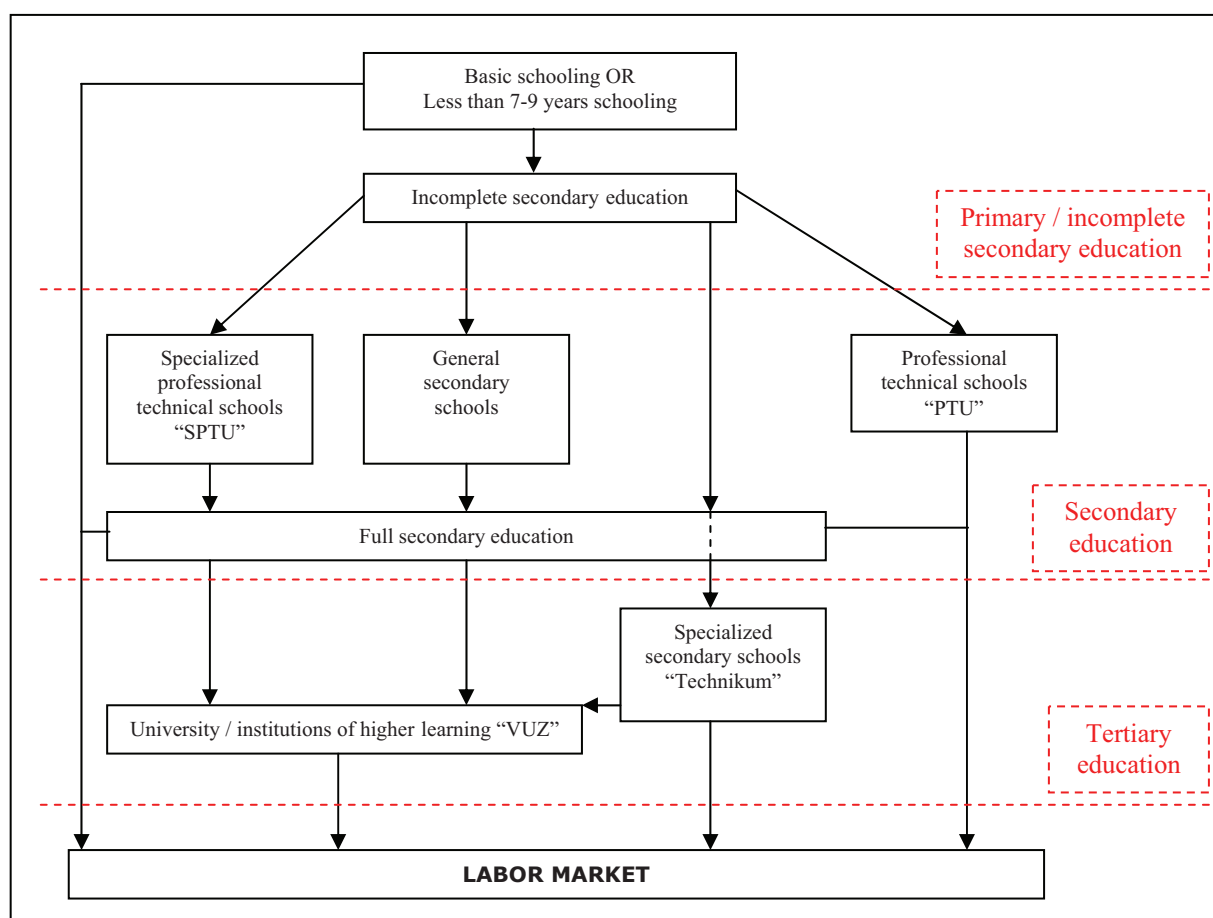 Basic schooling OR
Less than 7-9 years schooling
Incomplete secondary education
Primary / incomplete
secondary education
Specialized
professional
technical schools
“SPTU”
General
secondary
schools
Professional
technical schools
“PTU”
Full secondary education
Secondary
education
Specialized
secondary schools
“Technikum”
University / institutions of higher learning “VUZ”
Tertiary
education
LABOR MARKET